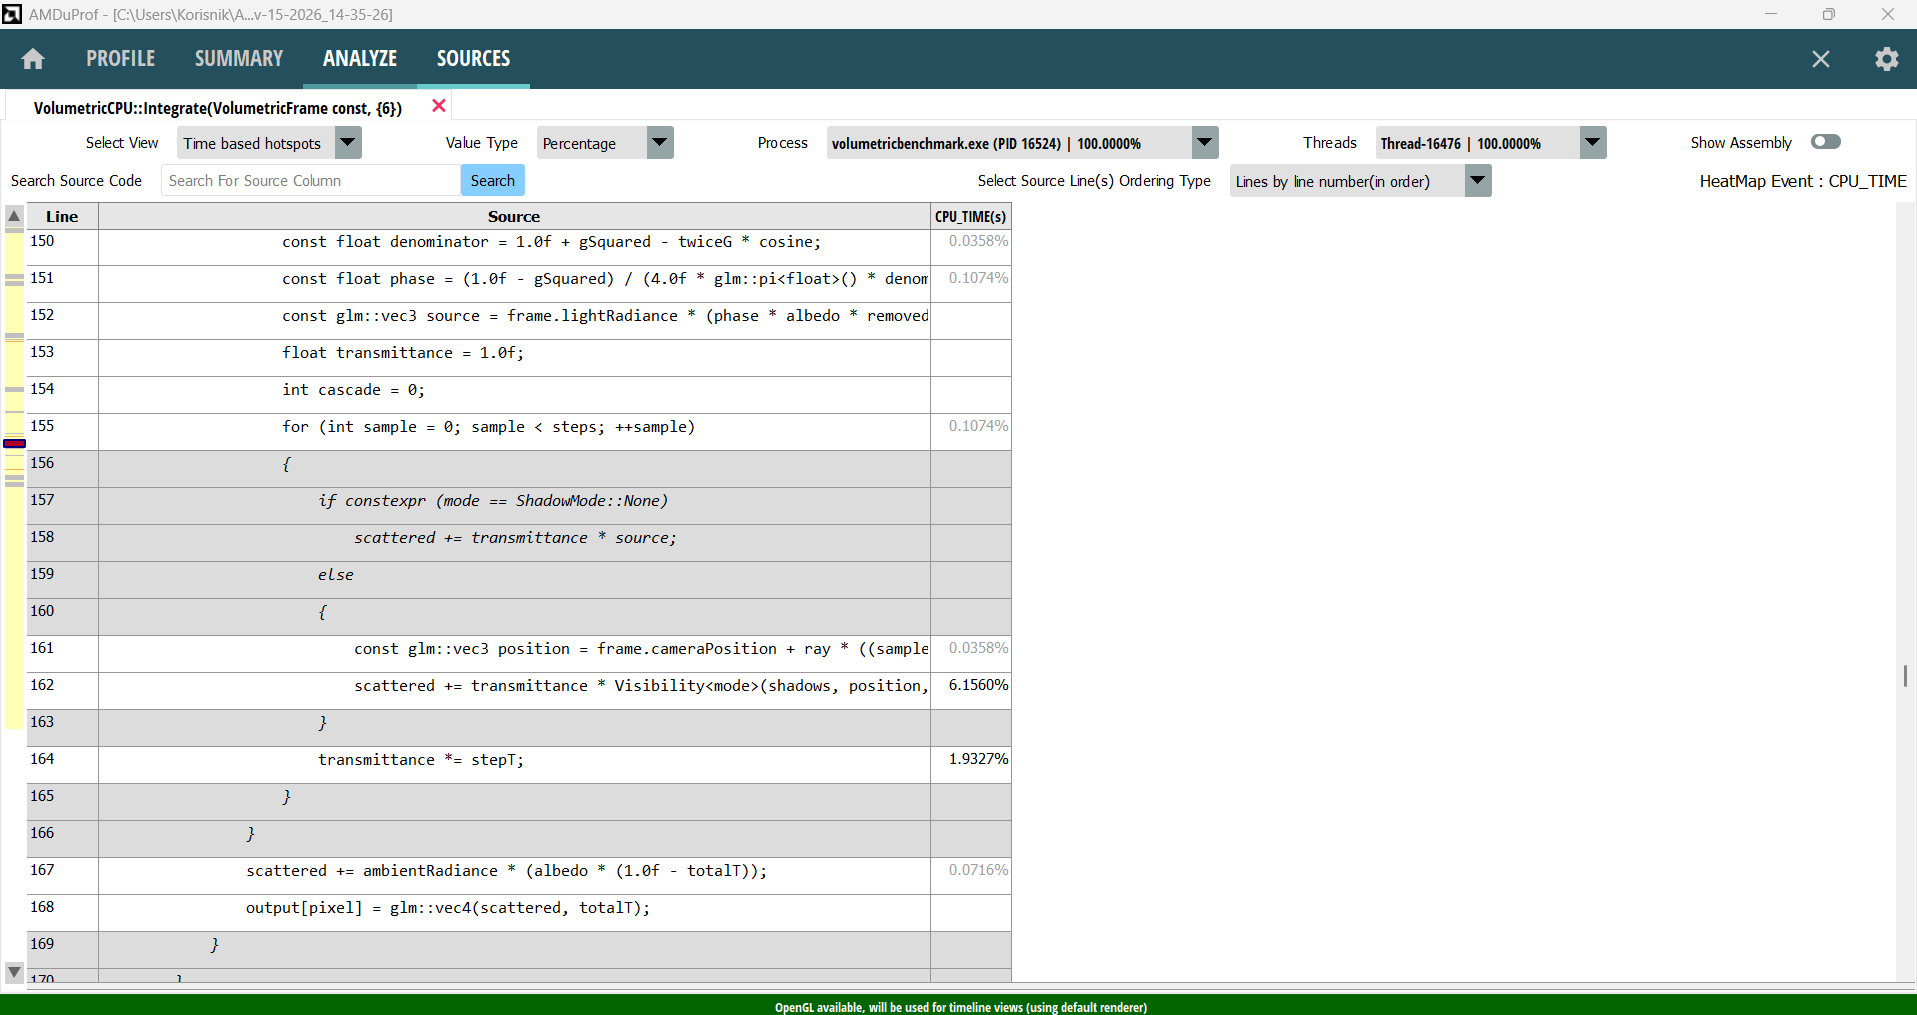 AMDuProf - [C:\Users\Korisnik\A...v-15-2026_14-35-26]
PROFILE SUMMARY ANALYZE SOURCES
VolumetricCPU::Integrate(VolumetricFrame const, {6})
Select View Time based hotspots Value Type Percentage Process volumetricbenchmark.exe (PID 16524) | 100.0000% Threads Thread-16476 | 100.0000% Show Assembly
Search Source Code Search For Source Column Search Select Source Line(s) Ordering Type Lines by line number(in order) HeatMap Event : CPU_TIME
Line Source CPU_TIME(s)
150 const float denominator = 1.0f + gSquared - twiceG * cosine; 0.0358%
151 const float phase = (1.0f - gSquared) / (4.0f * glm::pi<float>() * denom 0.1074%
152 const glm::vec3 source = frame.lightRadiance * (phase * albedo * removed
153 float transmittance = 1.0f;
154 int cascade = 0;
155 for (int sample = 0; sample < steps; ++sample) 0.1074%
156 {
157 if constexpr (mode == ShadowMode::None)
158 scattered += transmittance * source;
159 else
160 {
161 const glm::vec3 position = frame.cameraPosition + ray * ((sample 0.0358%
162 scattered += transmittance * Visibility<mode>(shadows, position, 6.1560%
163 }
164 transmittance *= stepT; 1.9327%
165 }
166 }
167 scattered += ambientRadiance * (albedo * (1.0f - totalT)); 0.0716%
168 output[pixel] = glm::vec4(scattered, totalT);
169 }
170 }
OpenGL available, will be used for timeline views (using default renderer)